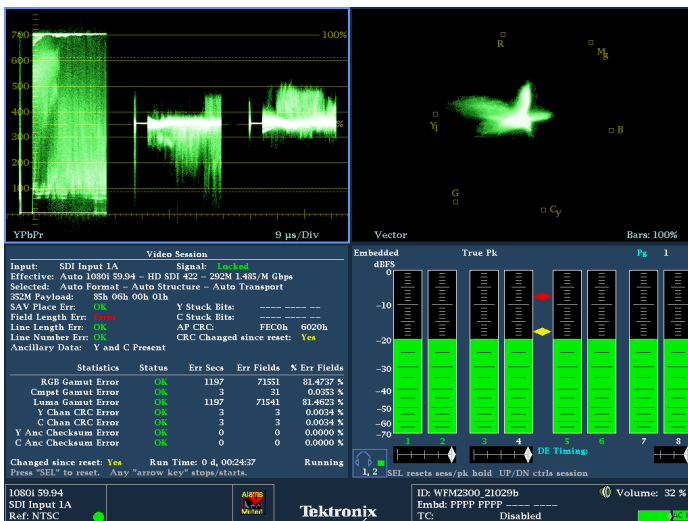 700
100%
600
500
400
%
300
200
100
YPbPr
9 µs/Div
R
Mg
Yl
B
G
Cy
Vector
Bars: 100%
Video Session
Input: SDI Input 1A Signal: Locked
Effective: Auto 1080i 59.94 – HD SDI 422 – 292M 1.485/M Gbps
Selected: Auto Format – Auto Structure – Auto Transport
352M Payload: 85h 06h 00h 01h
SAV Place Err: OK Y Stuck Bits: ---- ---- --
Field Length Err: Error C Stuck Bits: ---- ---- --
Line Length Err: OK AP CRC: FEC0h 6020h
Line Number Err: OK CRC Changed since reset: Yes
Ancillary Data: Y and C Present
Statistics Status Err Secs Err Fields % Err Fields
RGB Gamut Error OK 1197 71551 81.4737 %
Cmpst Gamut Error OK 3 31 0.0353 %
Luma Gamut Error OK 1197 71541 81.4623 %
Y Chan CRC Error OK 3 3 0.0034 %
C Chan CRC Error OK 3 3 0.0034 %
Y Anc Checksum Error OK 0 0 0.0000 %
C Anc Checksum Error OK 0 0 0.0000 %
Changed since reset: Yes Run Time: 0 d, 00:24:37 Running
Press "SEL" to reset. Any "arrow key" stops/starts.
Embedded True Pk Pg 1
dBFS
0
-10
-20
-30
-40
-50
-60
-70
1 2 3 4 5 6 7 8
DE Timing:
1, 2
SEL resets sess/pk hold UP/DN ctrls session
1080i 59.94
SDI Input 1A
Ref: NTSC
Alarms
Muted
Tektronix
ID: WFM2300_21029b
Embd: PPPP PPPP ---- ----
TC: Disabled
Volume: 32 %
AC